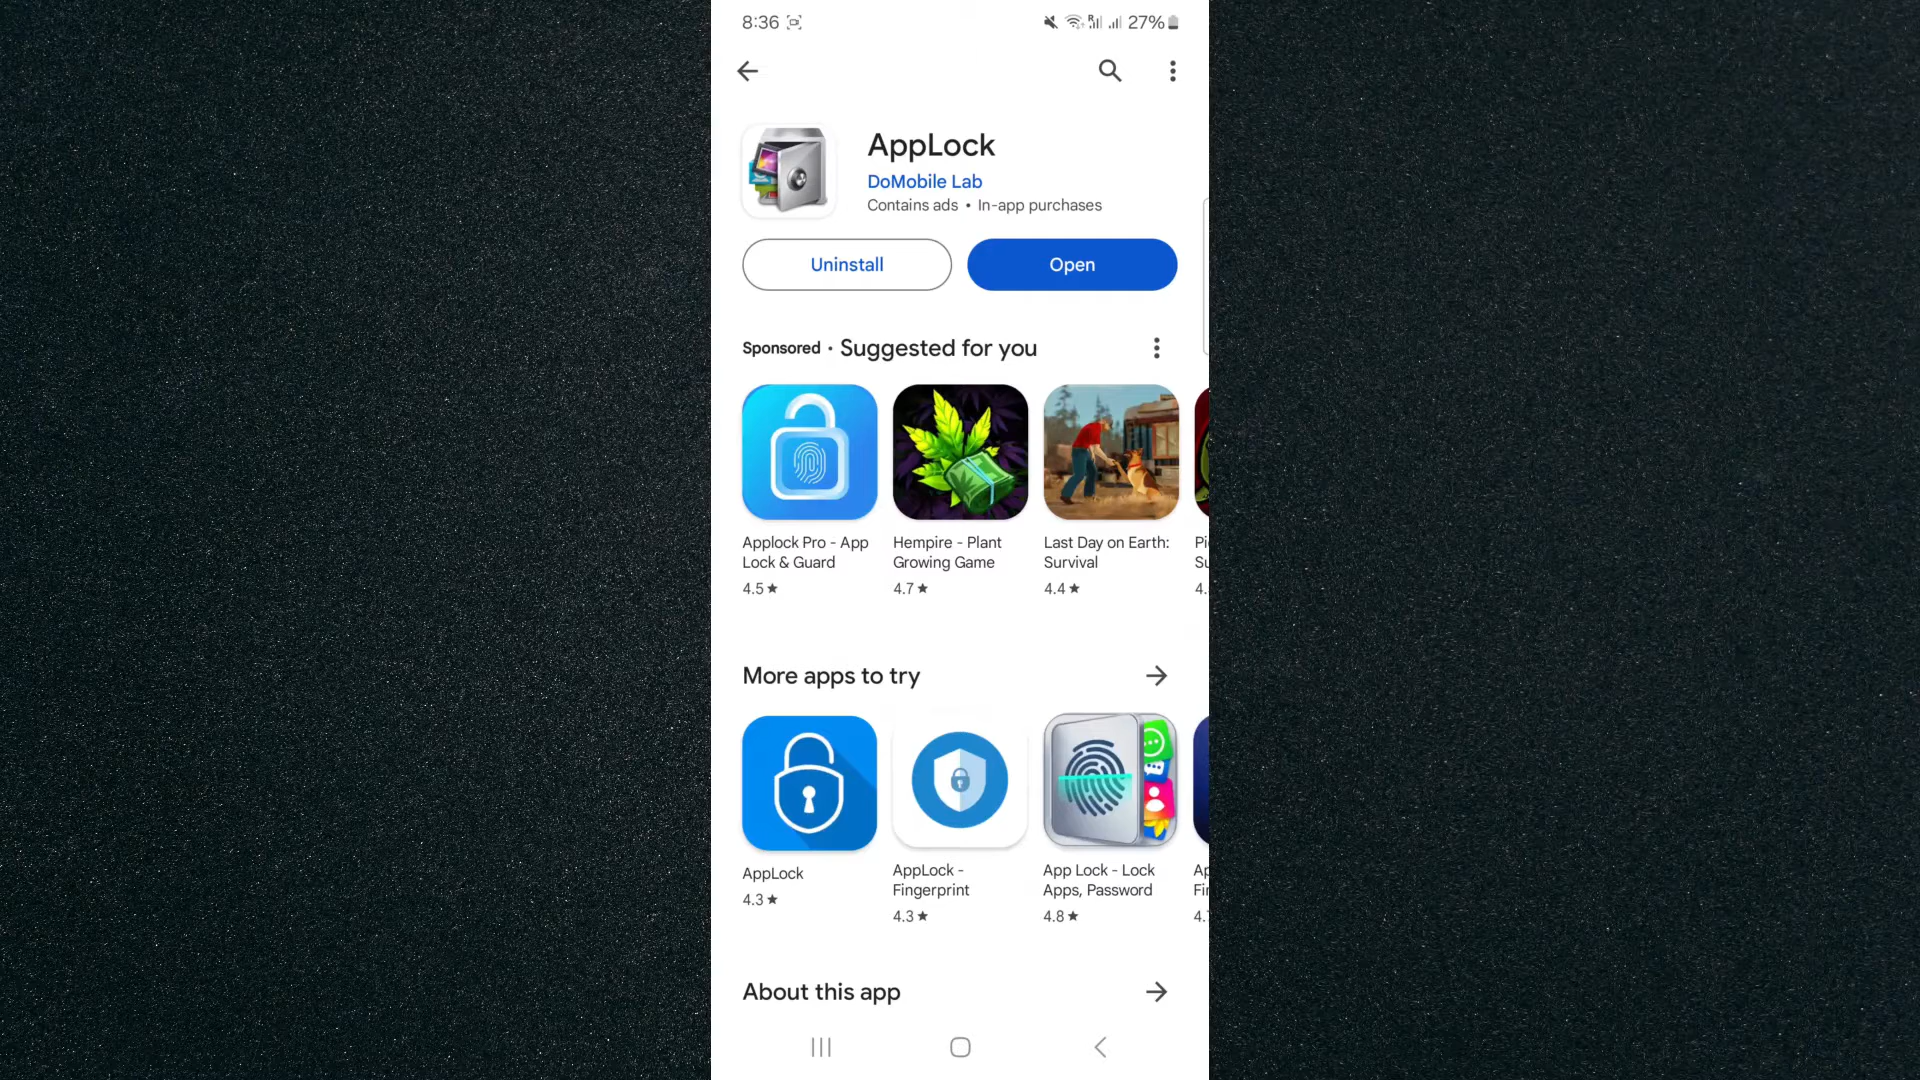 8:36
27%
AppLock
DoMobile Lab
Contains ads • In-app purchases
Uninstall
Open
Sponsored • Suggested for you
Applock Pro - App
Lock & Guard
4.5 ★
Hempire - Plant
Growing Game
4.7 ★
Last Day on Earth:
Survival
4.4 ★
More apps to try
AppLock
4.3 ★
AppLock -
Fingerprint
4.3 ★
App Lock - Lock
Apps, Password
4.8 ★
About this app